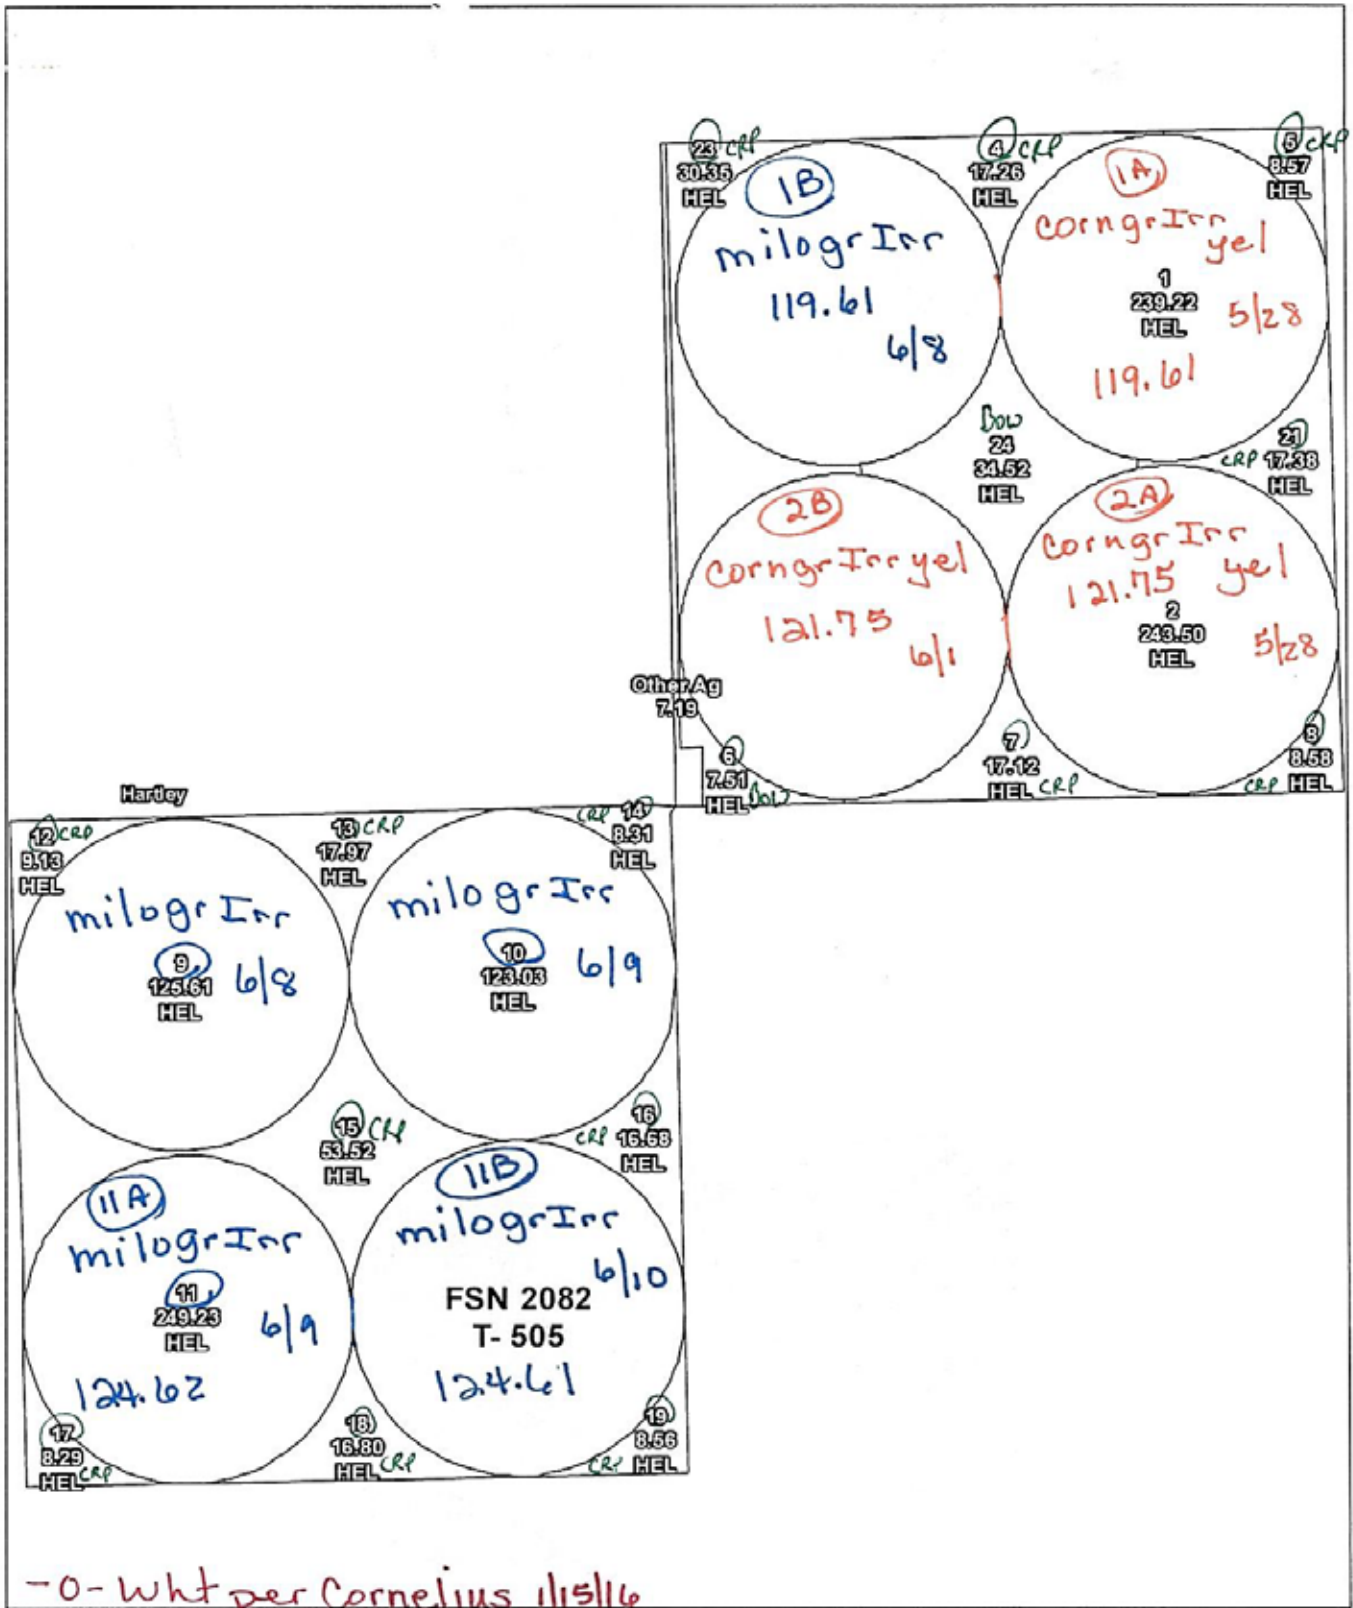 23 CRP
30.35
HEL
4 CRP
17.26
HEL
5 CRP
8.57
HEL
1B
milogr Irr
119.61
6/8
1A
corngr Irr
yel
1
239.22
HEL
5/28
119.61
Bow
24
34.52
HEL
21
CRP 17.38
HEL
2B
corngr Irr yel
121.75
6/1
2A
corngr Irr
121.75 yel
2
243.50
HEL
5/28
Other Ag
7.19
6
7.51
HEL Bow
7
17.12
HEL CRP
8
8.58
CRP HEL
Hartley
12 CRP
9.13
HEL
13 CRP
17.97
HEL
CRP 14
8.31
HEL
milogr Irr
9
125.61
HEL
6/8
milogr Irr
10
123.03
HEL
6/9
15 CRP
53.52
HEL
16
CRP 16.68
HEL
11A
milogr Irr
11
249.23
HEL
6/9
124.62
11B
milogr Irr
6/10
FSN 2082
T- 505
124.61
17
8.29
HEL CRP
18
16.80
HEL CRP
19
8.56
CRP HEL
-0- Wht per Cornelius 1/15/16